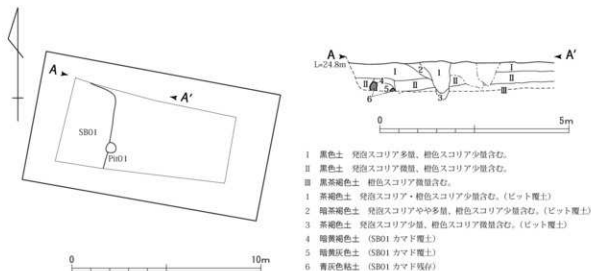 A
A'
SB01
Pit01
0 10m
A
A'
L=24.8m
I
2
1
I
II
4
5
II
II
II
III
6
3
0 5m
I 黒色土 発泡スコリア多量、橙色スコリア少量含む。
II 黒色土 発泡スコリア微量、橙色スコリア少量含む。
III 黒茶褐色土 橙色スコリア微量含む。
1 茶褐色土 発泡スコリア・橙色スコリア少量含む。(ピット覆土)
2 暗茶褐色土 発泡スコリアやや多量、橙色スコリア少量含む。(ピット覆土)
3 茶褐色土 発泡スコリア少量、橙色スコリア微量含む。(ピット覆土)
4 暗黄褐色土 (SB01 カマド覆土)
5 暗黄灰色土 (SB01 カマド覆土)
6 青灰色粘土 (SB01 カマド残存)